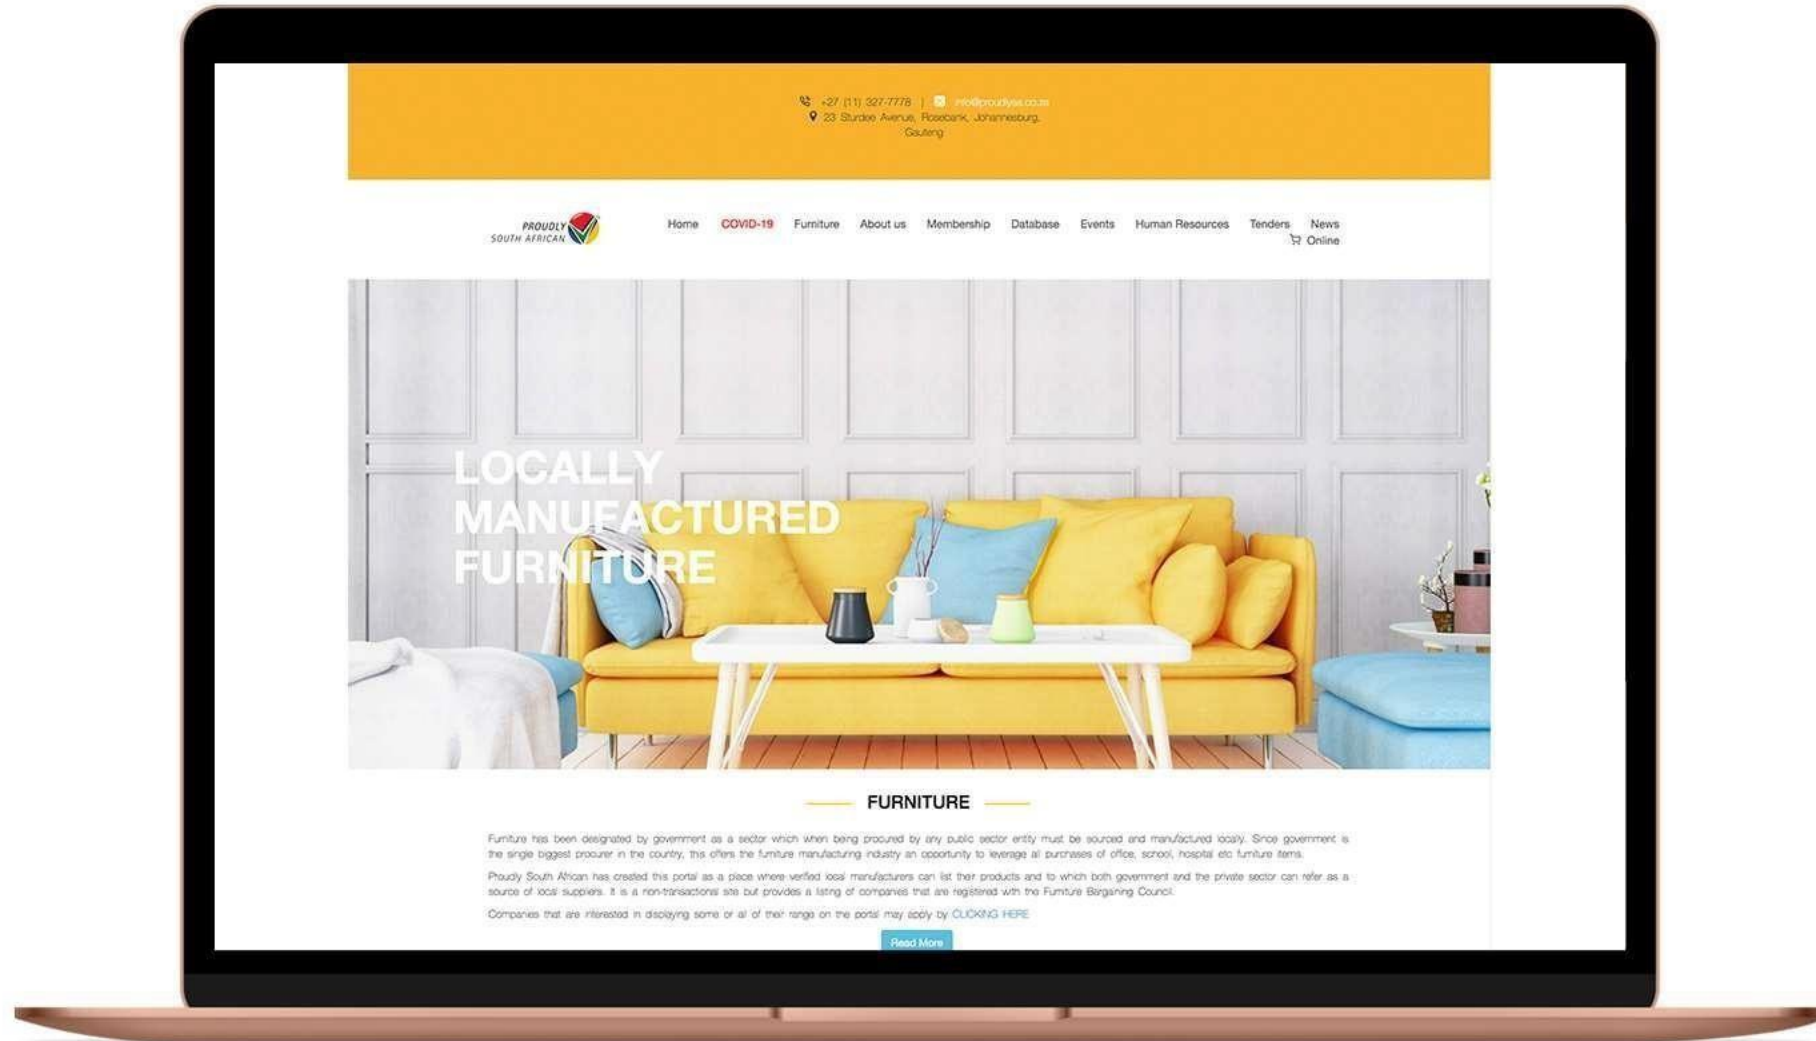 +27 (11) 327-7778 | info@proudlysa.co.za
23 Sturdee Avenue, Rosebank, Johannesburg,
Gauteng
PROUDLY
SOUTH AFRICAN
Home COVID-19 Furniture About us Membership Database Events Human Resources Tenders News
Online
LOCALLY
MANUFACTURED
FURNITURE
FURNITURE
Furniture has been designated by government as a sector which when being procured by any public sector entity must be sourced and manufactured locally. Since government is
the single biggest procurer in the country, this offers the furniture manufacturing industry an opportunity to leverage all purchases of office, school, hospital etc furniture items.
Proudly South African has created this portal as a place where verified local manufacturers can list their products and to which both government and the private sector can refer as a
source of local suppliers. It is a non-transactional site but provides a listing of companies that are registered with the Furniture Bargaining Council.
Companies that are interested in displaying some or all of their range on the portal may apply by CLICKING HERE
Read More